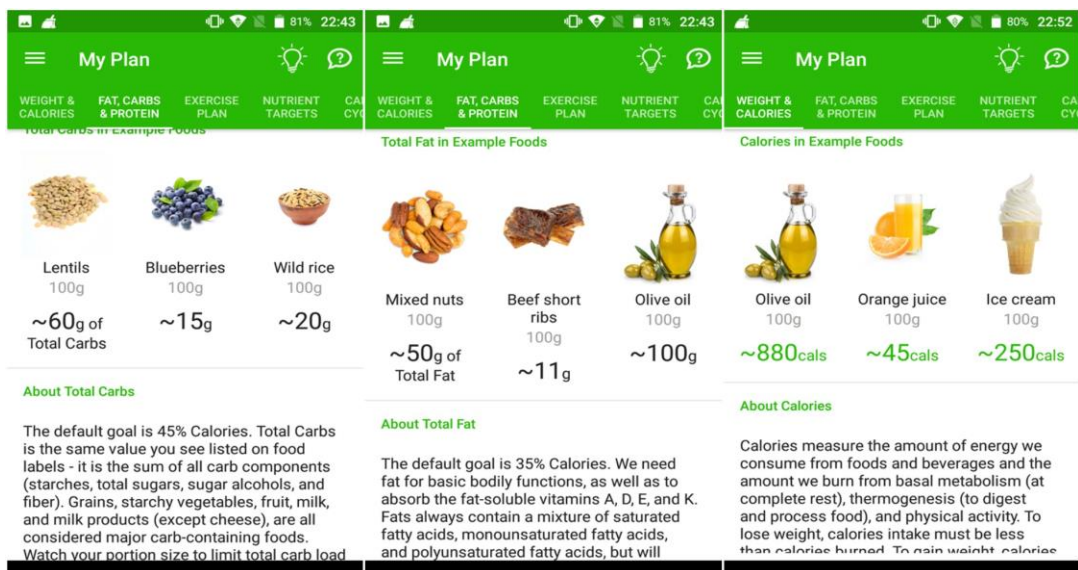 81% 22:43
My Plan
WEIGHT & CALORIES
FAT, CARBS & PROTEIN
EXERCISE PLAN
NUTRIENT TARGETS
Total Carbs in Example Foods
Lentils
100g
~60g of
Total Carbs
Blueberries
100g
~15g
Wild rice
100g
~20g
About Total Carbs
The default goal is 45% Calories. Total Carbs
is the same value you see listed on food
labels - it is the sum of all carb components
(starches, total sugars, sugar alcohols, and
fiber). Grains, starchy vegetables, fruit, milk,
and milk products (except cheese), are all
considered major carb-containing foods.
Watch your portion size to limit total carb load
81% 22:43
My Plan
WEIGHT & CALORIES
FAT, CARBS & PROTEIN
EXERCISE PLAN
NUTRIENT TARGETS
Total Fat in Example Foods
Mixed nuts
100g
~50g of
Total Fat
Beef short
ribs
100g
~11g
Olive oil
100g
~100g
About Total Fat
The default goal is 35% Calories. We need
fat for basic bodily functions, as well as to
absorb the fat-soluble vitamins A, D, E, and K.
Fats always contain a mixture of saturated
fatty acids, monounsaturated fatty acids,
and polyunsaturated fatty acids, but will
80% 22:52
My Plan
WEIGHT & CALORIES
FAT, CARBS & PROTEIN
EXERCISE PLAN
NUTRIENT TARGETS
Calories in Example Foods
Olive oil
100g
~880cals
Orange juice
100g
~45cals
Ice cream
100g
~250cals
About Calories
Calories measure the amount of energy we
consume from foods and beverages and the
amount we burn from basal metabolism (at
complete rest), thermogenesis (to digest
and process food), and physical activity. To
lose weight, calories intake must be less
than calories burned. To gain weight, calories